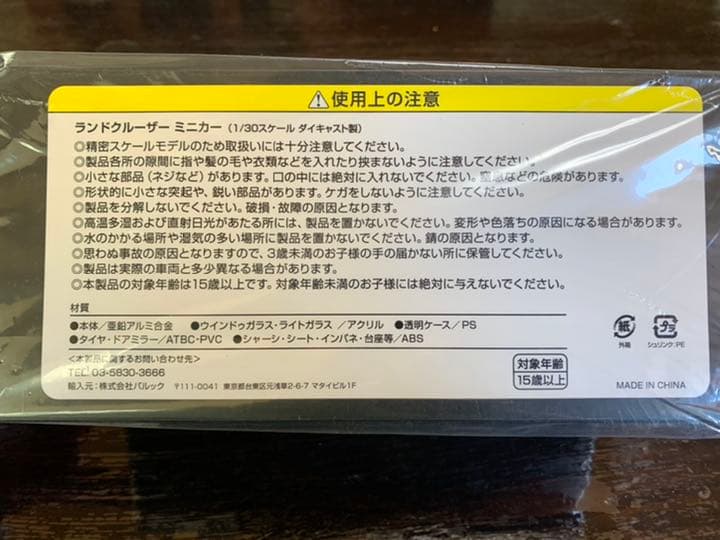 ⚠使用上の注意
ランドクルーザー ミニカー（1/30スケール ダイキャスト製）
◎精密スケールモデルのため取扱いには十分注意してください。
◎製品各所の隙間に指や髪の毛や衣類などを入れたり挟まないように注意してください。
◎小さな部品（ネジなど）があります。口の中には絶対に入れないでください。窒息などの危険があります。
◎形状的に小さな突起や、鋭い部品があります。ケガをしないように注意してください。
◎製品を分解しないでください。破損・故障の原因となります。
◎高温多湿および直射日光があたる所には、製品を置かないでください。変形や色落ちの原因になる場合があります。
◎水のかかる場所や湿気の多い場所に製品を置かないでください。錆の原因となります。
◎思わぬ事故の原因となりますので、3歳未満のお子様の手の届かない所に保管してください。
◎製品は実際の車両と多少異なる場合があります。
◎本製品の対象年齢は15歳以上です。対象年齢未満のお子様には絶対に与えないでください。
材質
●本体/亜鉛アルミ合金 ●ウインドゥガラス・ライトガラス /アクリル ●透明ケース/PS
●タイヤ・ドアミラー/ATBC-PVC ●シャーシ・シート・インパネ・台座等/ABS
<本製品に関するお問い合わせ先>
TEL 03-5830-3666
輸入元：株式会社パルック 〒111-0041 東京都台東区元浅草2-6-7 マタイビル1F
対象年齢
15歳以上
紙
外箱
プラ
シュリンク:PE
MADE IN CHINA